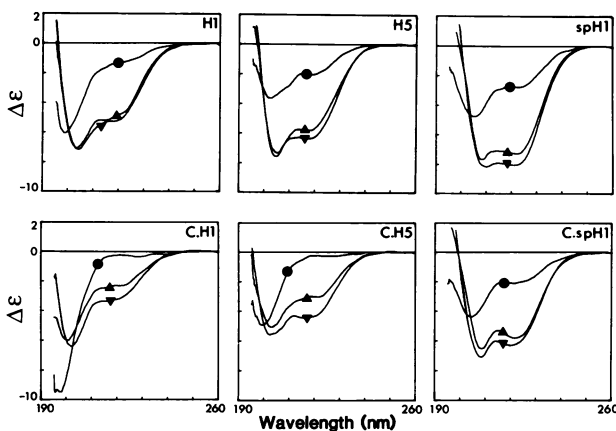 H1
H5
spH1
2
0
Δε
-10
C.H1
C.H5
C.spH1
2
0
Δε
-10
190
260
190
260
190
260
Wavelength (nm)